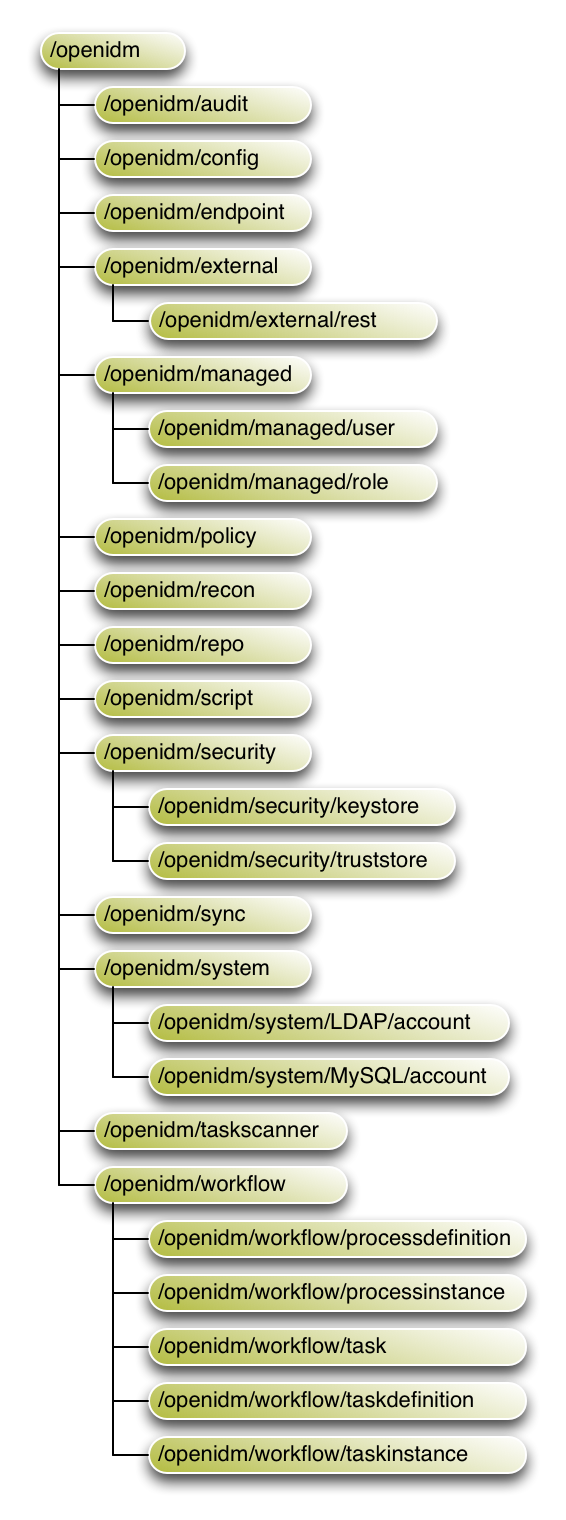 /openidm
/openidm/audit
/openidm/config
/openidm/endpoint
/openidm/external
/openidm/external/rest
/openidm/managed
/openidm/managed/user
/openidm/managed/role
/openidm/policy
/openidm/recon
/openidm/repo
/openidm/script
/openidm/security
/openidm/security/keystore
/openidm/security/truststore
/openidm/sync
/openidm/system
/openidm/system/LDAP/account
/openidm/system/MySQL/account
/openidm/taskscanner
/openidm/workflow
/openidm/workflow/processdefinition
/openidm/workflow/processinstance
/openidm/workflow/task
/openidm/workflow/taskdefinition
/openidm/workflow/taskinstance